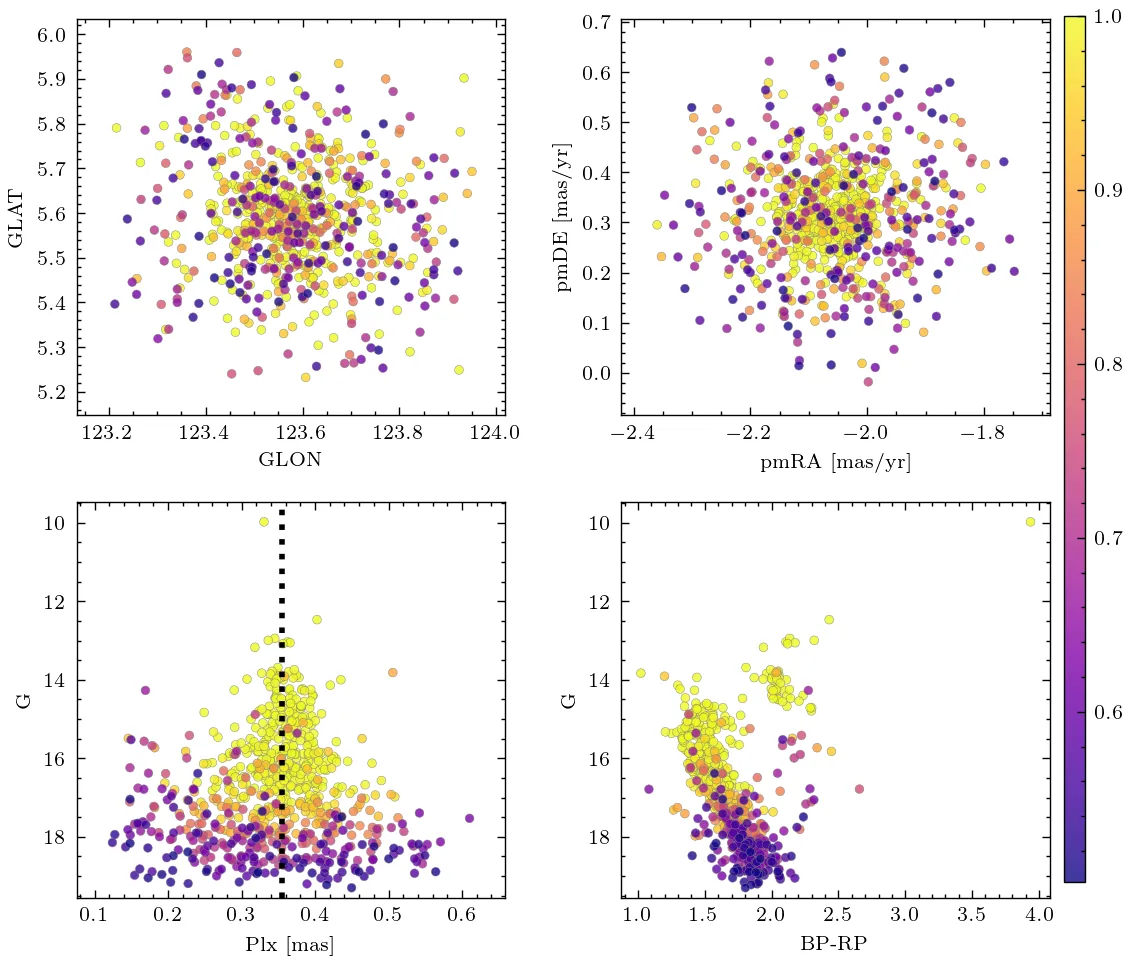 6.0
5.9
5.8
5.7
5.6
5.5
5.4
5.3
5.2
GLAT
123.2 123.4 123.6 123.8 124.0
GLON
0.7
0.6
0.5
0.4
0.3
0.2
0.1
0.0
pmDE [mas/yr]
−2.4 −2.2 −2.0 −1.8
pmRA [mas/yr]
1.0
0.9
0.8
0.7
0.6
10
12
14
16
18
G
0.1 0.2 0.3 0.4 0.5 0.6
Plx [mas]
10
12
14
16
18
G
1.0 1.5 2.0 2.5 3.0 3.5 4.0
BP-RP